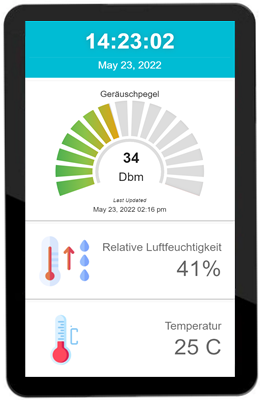 14:23:02
May 23, 2022
Geräuschpegel
34
Dbm
Last Updated
May 23, 2022 02:16 pm
Relative Luftfeuchtigkeit
41%
C
Temperatur
25 C